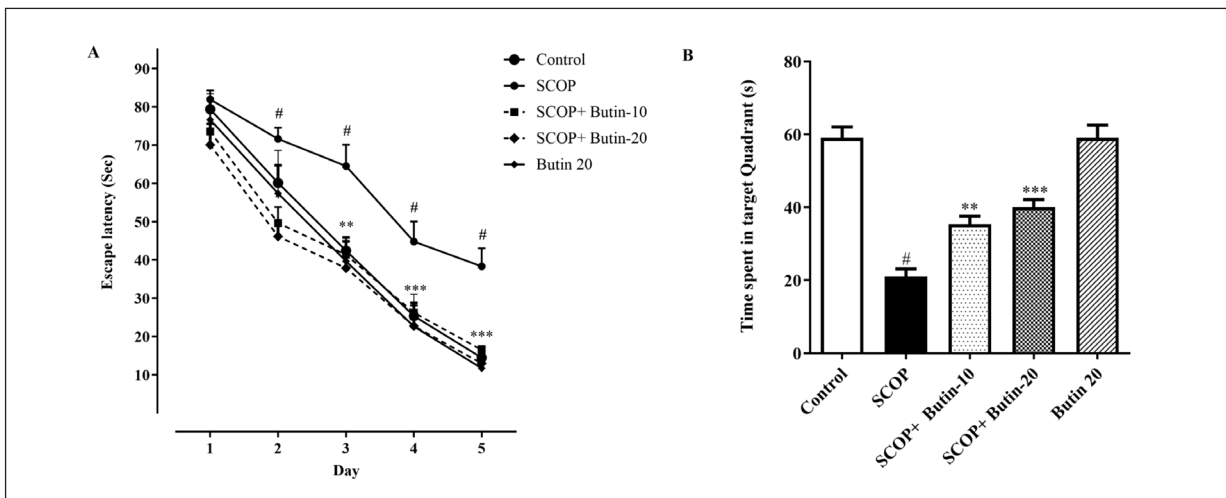 A
Escape latency (Sec)
90
80
70
60
50
40
30
20
10
#
#
#
#
**
***
***
1
2
3
4
5
Day
Control
SCOP
SCOP+ Butin-10
SCOP+ Butin-20
Butin 20
B
Time spent in target Quadrant (s)
80
60
40
20
0
#
**
***
Control
SCOP
SCOP+ Butin-10
SCOP+ Butin-20
Butin 20